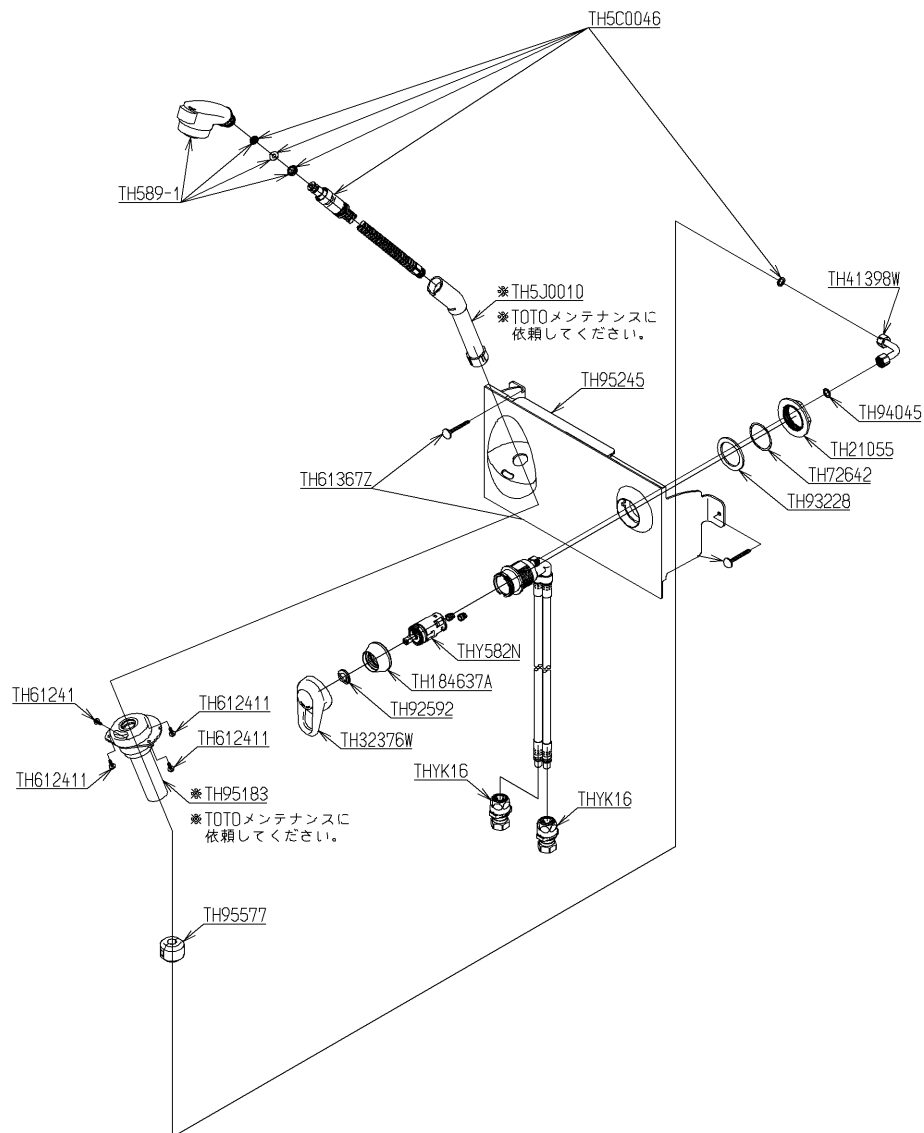 TH5C0046
TH589-1
TH41398W
※TH5J0010
※TOTOメンテナンスに
依頼してください。
TH95245
TH94045
TH21055
TH72642
TH93228
TH61367Z
THY582N
TH184637A
TH92592
TH32376W
TH61241
TH612411
TH612411
TH612411
※TH95183
※TOTOメンテナンスに
依頼してください。
THYK16
THYK16
TH95577